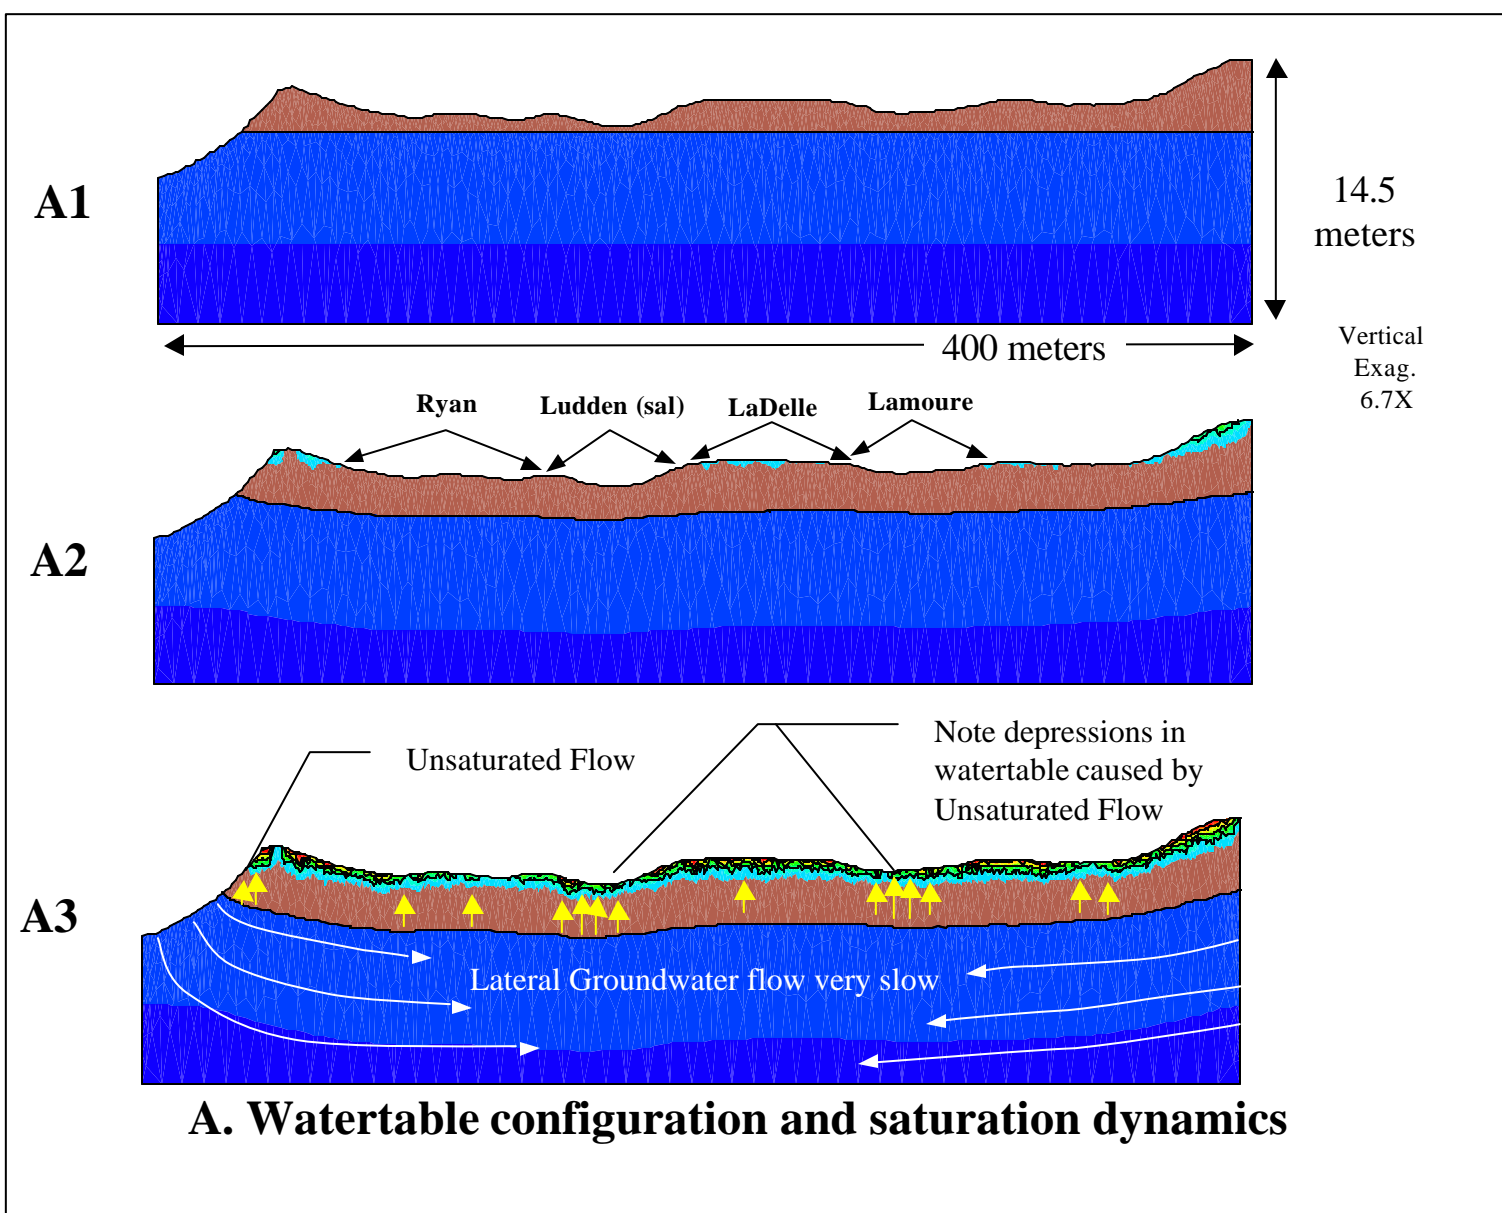 A1
14.5
meters
400 meters
Vertical
Exag.
6.7X
Ryan
Ludden (sal)
LaDelle
Lamoure
A2
Unsaturated Flow
Note depressions in
watertable caused by
Unsaturated Flow
A3
Lateral Groundwater flow very slow
A. Watertable configuration and saturation dynamics